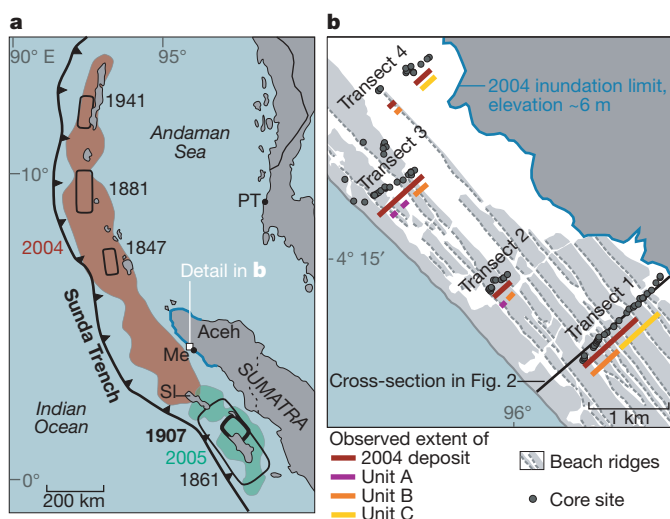 a
90° E
95°
1941
Andaman
Sea
10°
1881
PT
2004
1847
Detail in b
Sunda Trench
Aceh
Me
SUMATRA
SI
Indian
Ocean
1907
2005
1861
0°
200 km
b
Transect 4
2004 inundation limit,
elevation ~6 m
Transect 3
4° 15′
Transect 2
Transect 1
Cross-section in Fig. 2
96°
1 km
Observed extent of
2004 deposit
Unit A
Unit B
Unit C
Beach ridges
Core site